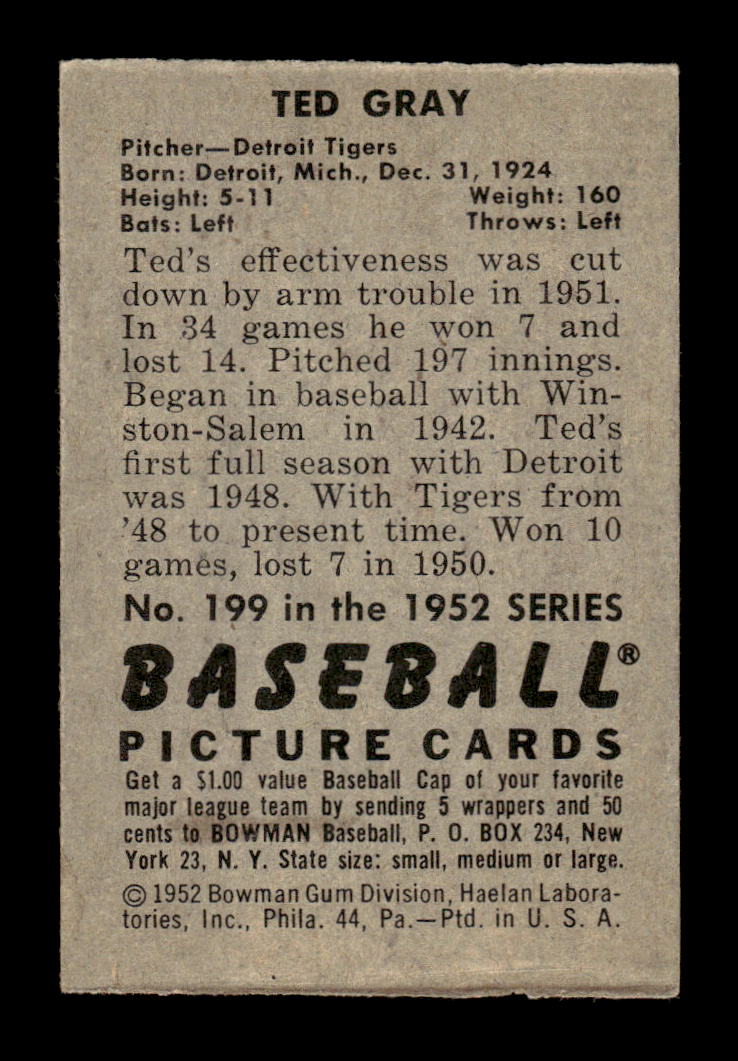 TED GRAY
Pitcher—Detroit Tigers
Born: Detroit, Mich., Dec. 31, 1924
Height: 5-11 Weight: 160
Bats: Left Throws: Left
Ted's effectiveness was cut
down by arm trouble in 1951.
In 34 games he won 7 and
lost 14. Pitched 197 innings.
Began in baseball with Win-
ston-Salem in 1942. Ted's
first full season with Detroit
was 1948. With Tigers from
'48 to present time. Won 10
games, lost 7 in 1950.
No. 199 in the 1952 SERIES
BASEBALL®
PICTURE CARDS
Get a $1.00 value Baseball Cap of your favorite
major league team by sending 5 wrappers and 50
cents to BOWMAN Baseball, P. O. BOX 234, New
York 23, N. Y. State size: small, medium or large.
© 1952 Bowman Gum Division, Haelan Labora-
tories, Inc., Phila. 44, Pa.—Ptd. in U. S. A.